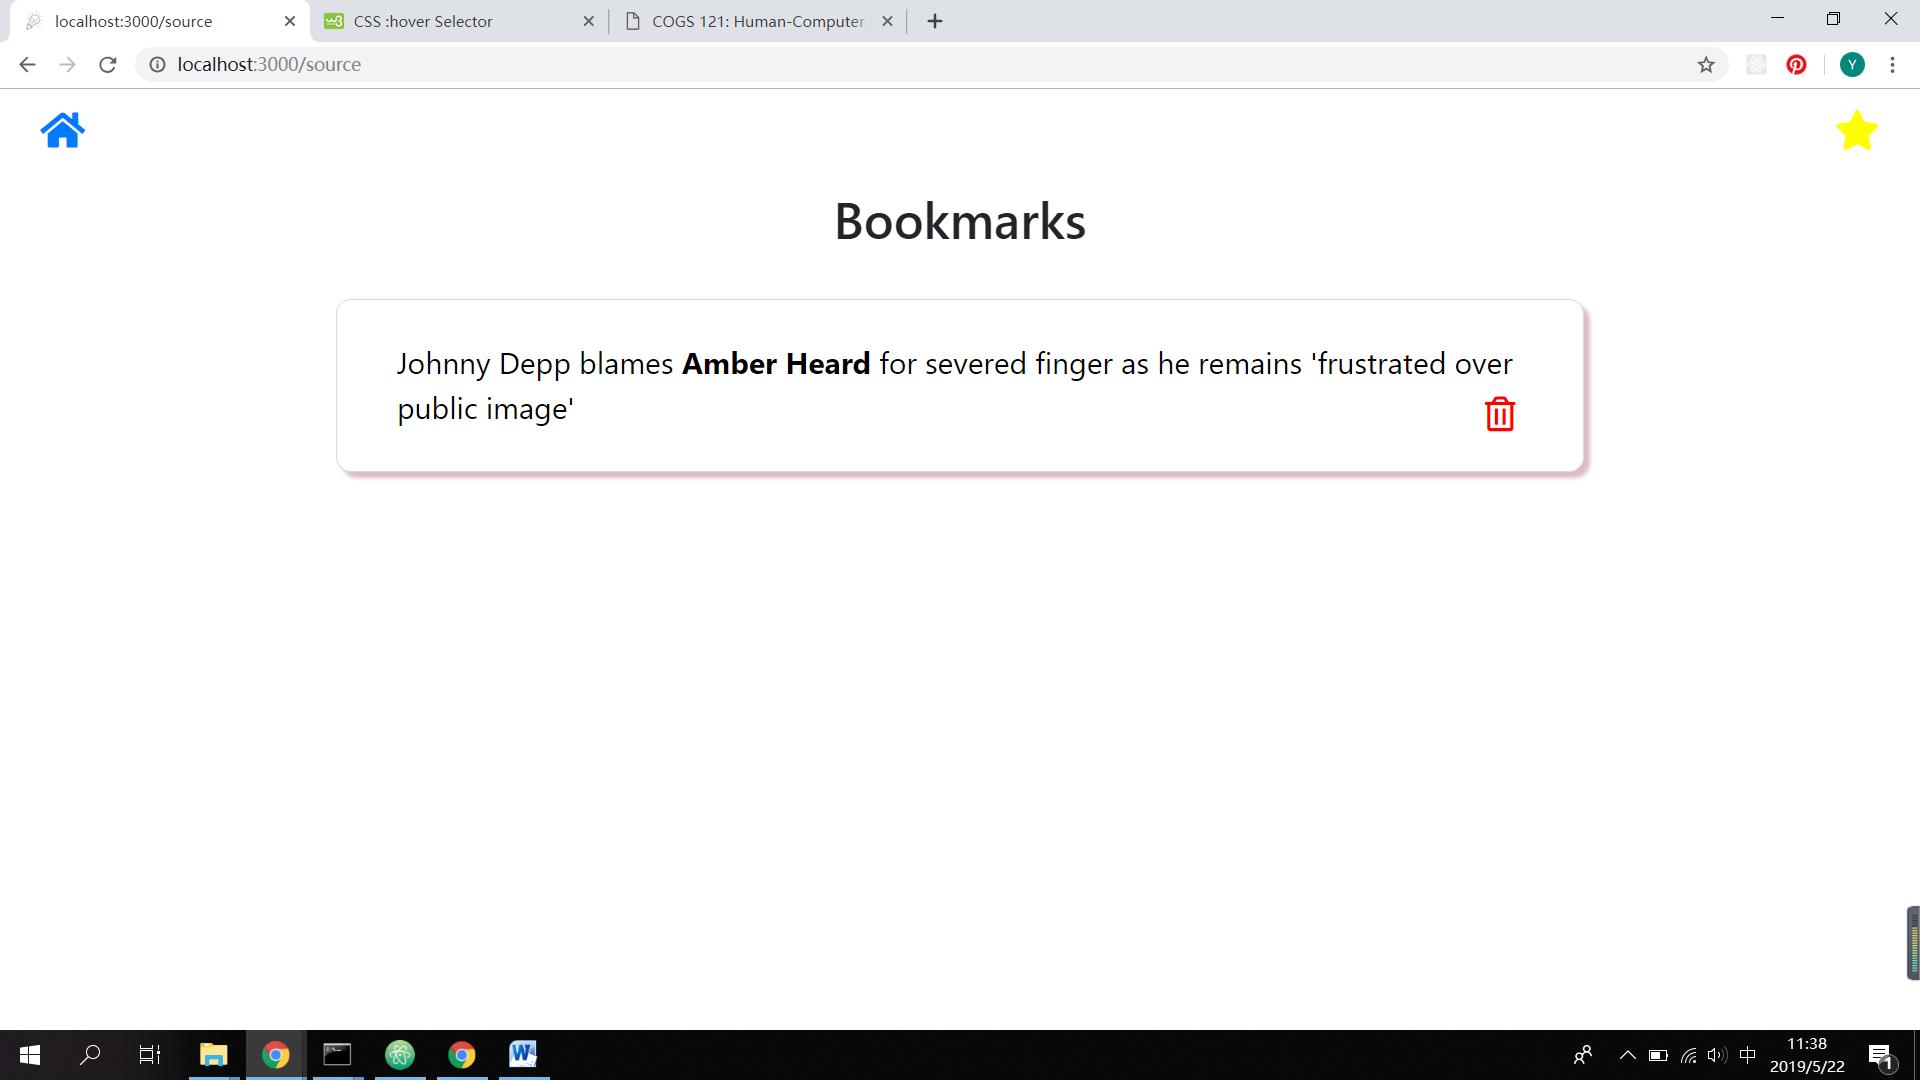 localhost:3000/source
CSS :hover Selector
COGS 121: Human-Computer
localhost:3000/source
Y
Bookmarks
Johnny Depp blames Amber Heard for severed finger as he remains 'frustrated over
public image'
中
11:38
2019/5/22
1